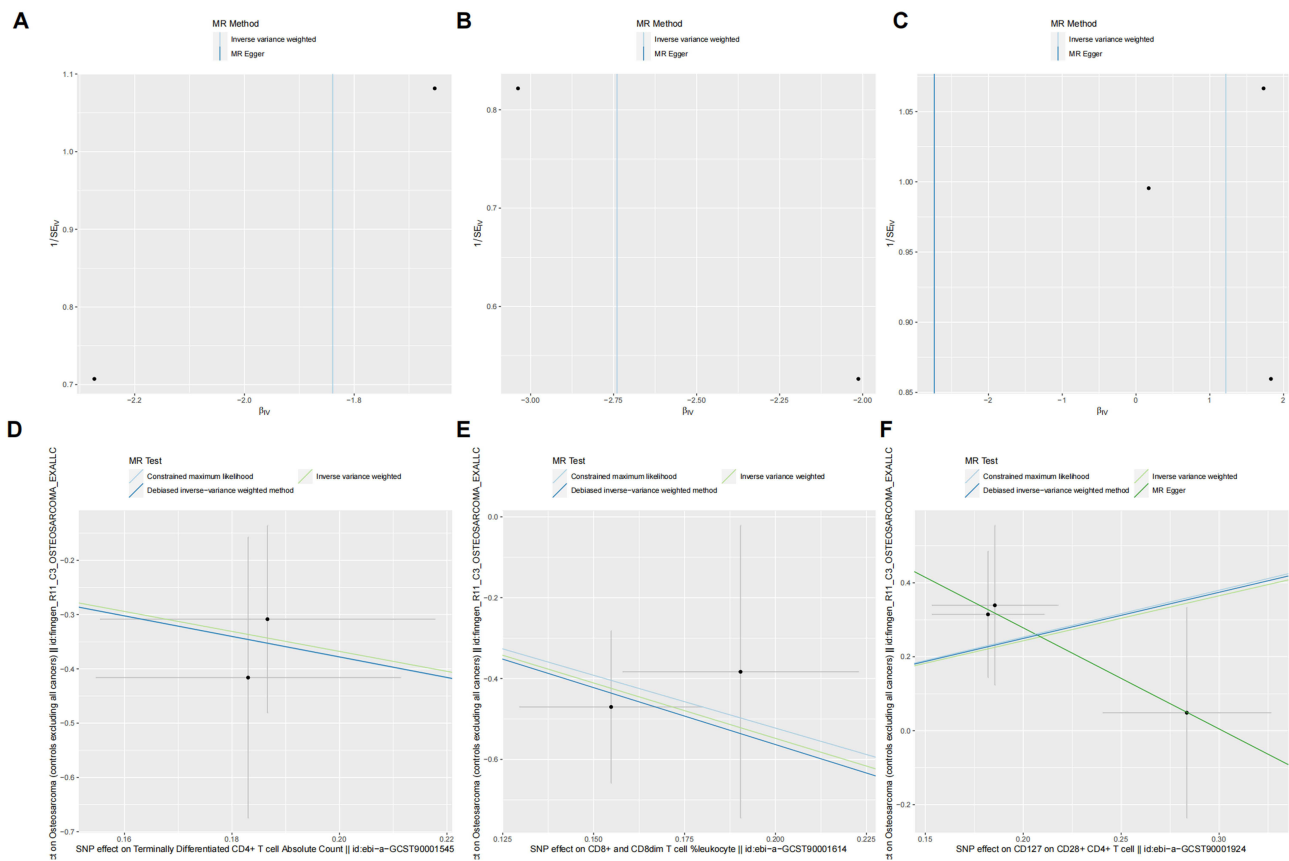 A
MR Method
Inverse variance weighted
MR Egger
1.1
1.0
0.9
0.8
0.7
1/SE_IV
−2.2
−2.0
−1.8
β_IV
B
MR Method
Inverse variance weighted
MR Egger
0.8
0.7
0.6
1/SE_IV
−3.00
−2.75
−2.50
−2.25
−2.00
β_IV
C
MR Method
Inverse variance weighted
MR Egger
1.05
1.00
0.95
0.90
0.85
1/SE_IV
−2
−1
0
1
2
β_IV
D
MR Test
Constrained maximum likelihood
Inverse variance weighted
Debiased inverse−variance weighted method
on Osteosarcoma (controls excluding all cancers) || id:finngen_R11_C3_OSTEOSARCOMA_EXALLC
−0.2
−0.3
−0.4
−0.5
−0.6
−0.7
0.16
0.18
0.20
0.22
SNP effect on Terminally Differentiated CD4+ T cell Absolute Count || id:ebi−a−GCST90001545
E
MR Test
Constrained maximum likelihood
Inverse variance weighted
Debiased inverse−variance weighted method
on Osteosarcoma (controls excluding all cancers) || id:finngen_R11_C3_OSTEOSARCOMA_EXALLC
0.0
−0.2
−0.4
−0.6
0.125
0.150
0.175
0.200
0.225
SNP effect on CD8+ and CD8dim T cell %leukocyte || id:ebi−a−GCST90001614
F
MR Test
Constrained maximum likelihood
Inverse variance weighted
Debiased inverse−variance weighted method
MR Egger
on Osteosarcoma (controls excluding all cancers) || id:finngen_R11_C3_OSTEOSARCOMA_EXALLC
0.4
0.2
0.0
−0.2
0.15
0.20
0.25
0.30
SNP effect on CD127 on CD28+ CD4+ T cell || id:ebi−a−GCST90001924